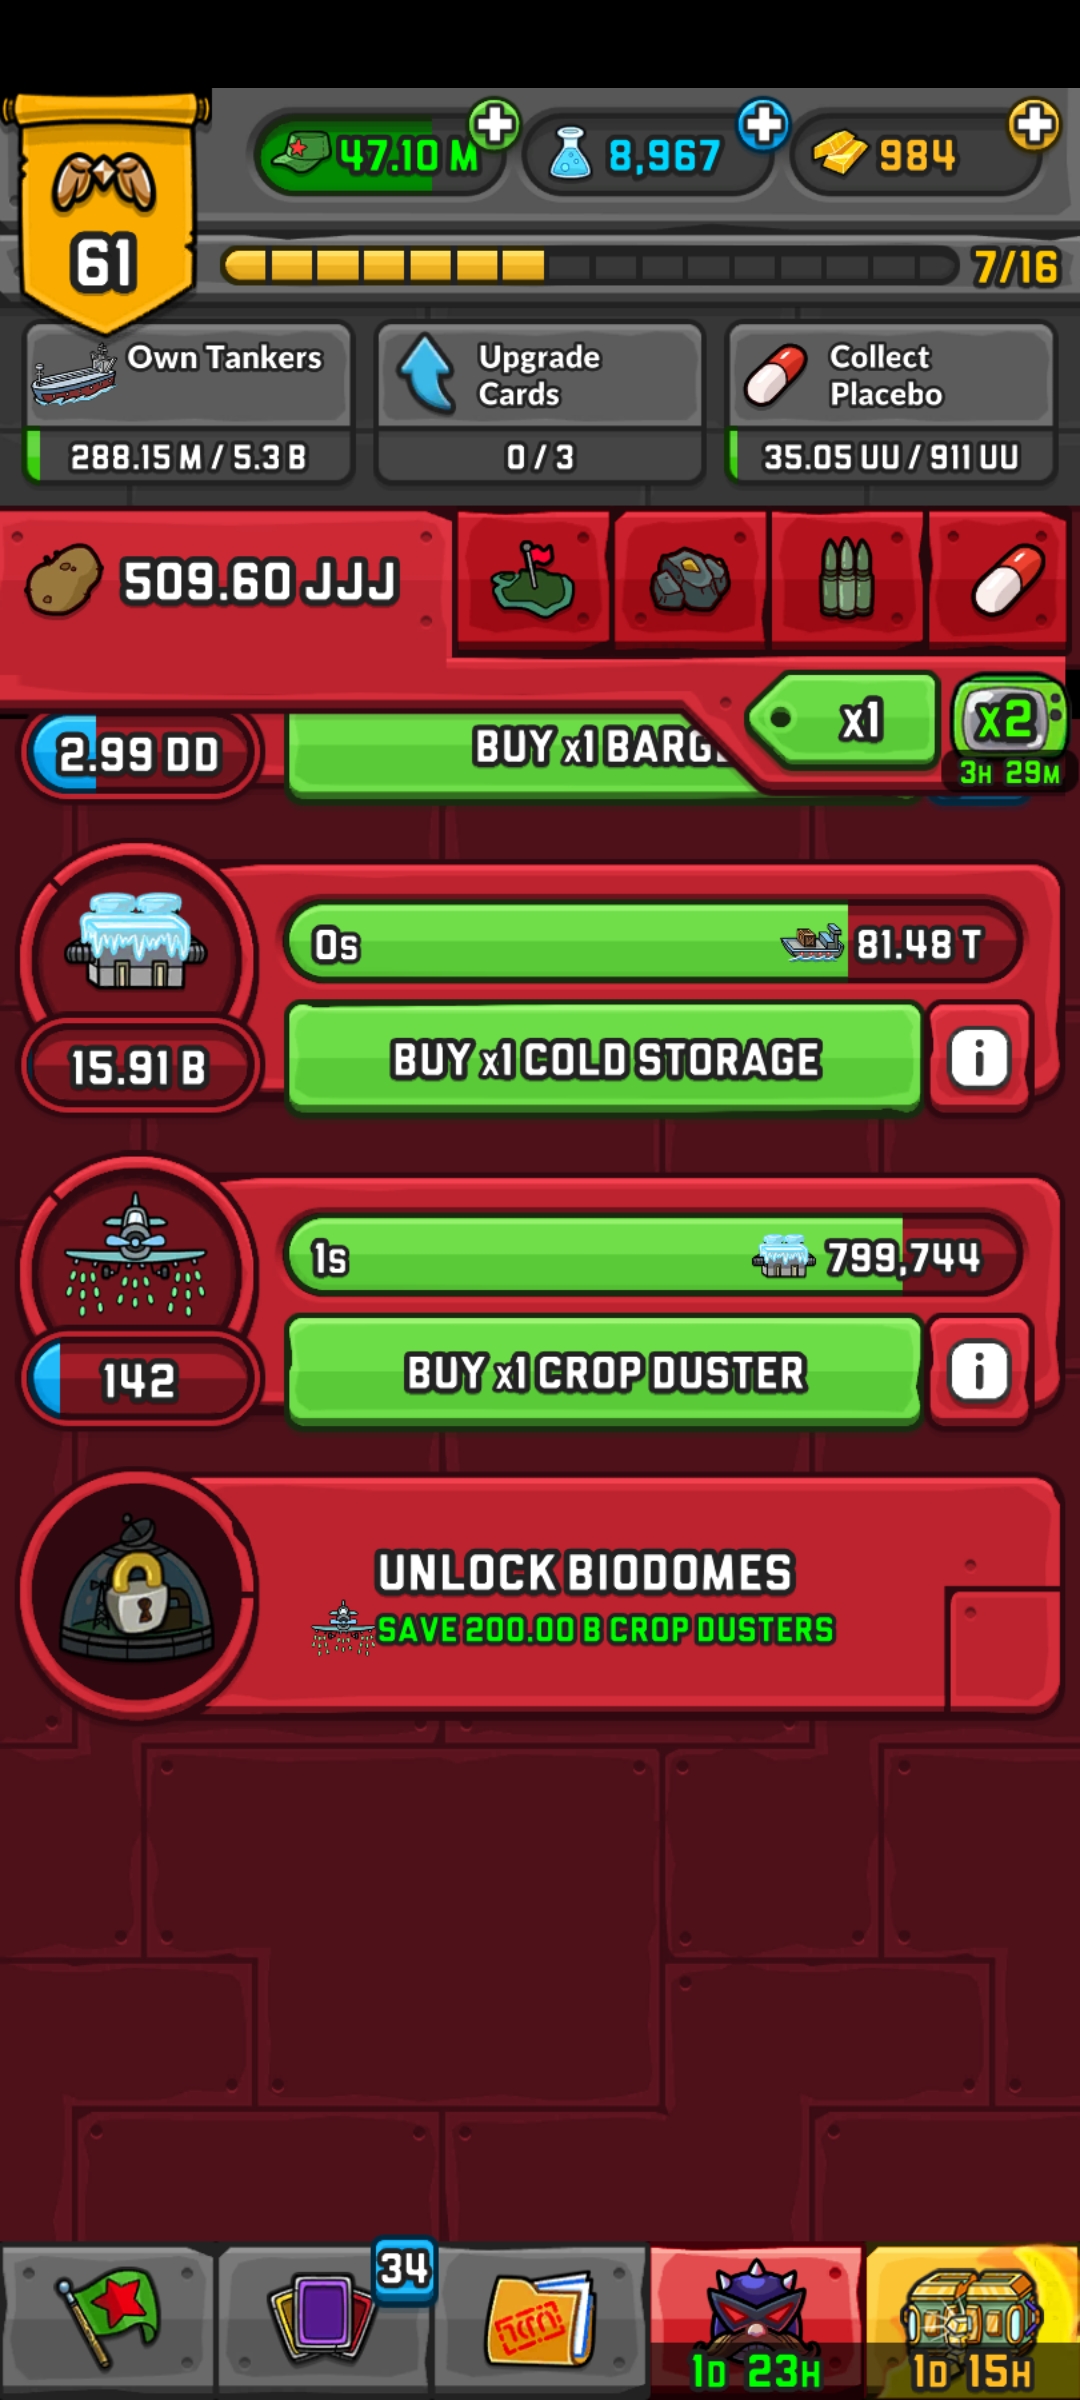 47.10 M
8,967
984
61
7/16
Own Tankers
288.15 M / 5.3 B
Upgrade
Cards
0 / 3
Collect
Placebo
35.05 UU / 911 UU
509.60 JJJ
x1
x2
3H 29M
2.99 DD
BUY x1 BARG
0s
81.48 T
15.91 B
BUY x1 COLD STORAGE
i
1s
799,744
142
BUY x1 CROP DUSTER
i
UNLOCK BIODOMES
SAVE 200.00 B CROP DUSTERS
34
1D 23H
1D 15H